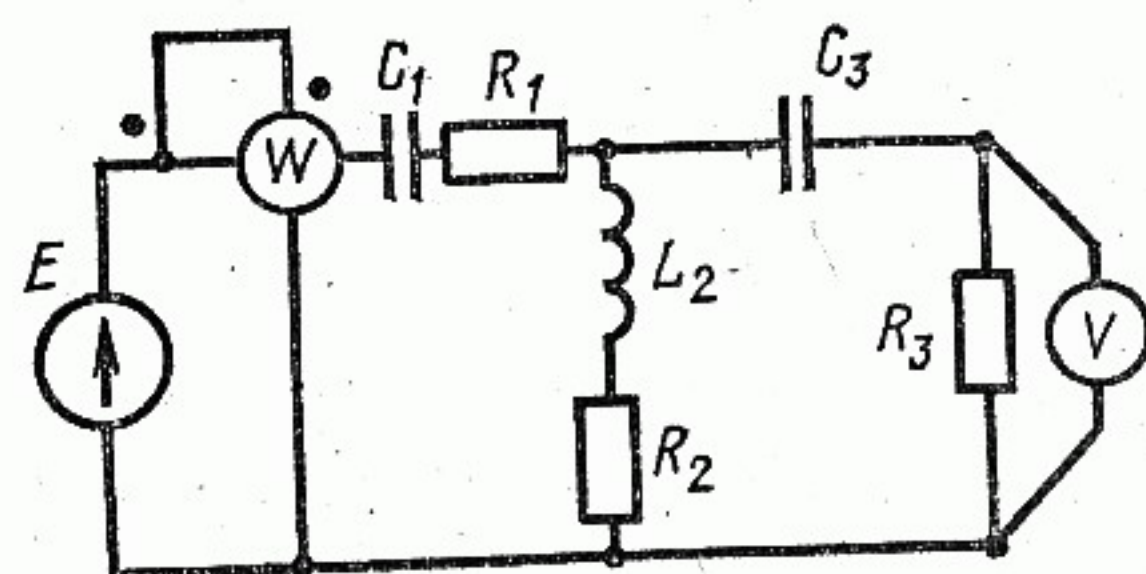 C₁ R₁ C₃
W
E L₂
R₃ V
R₂